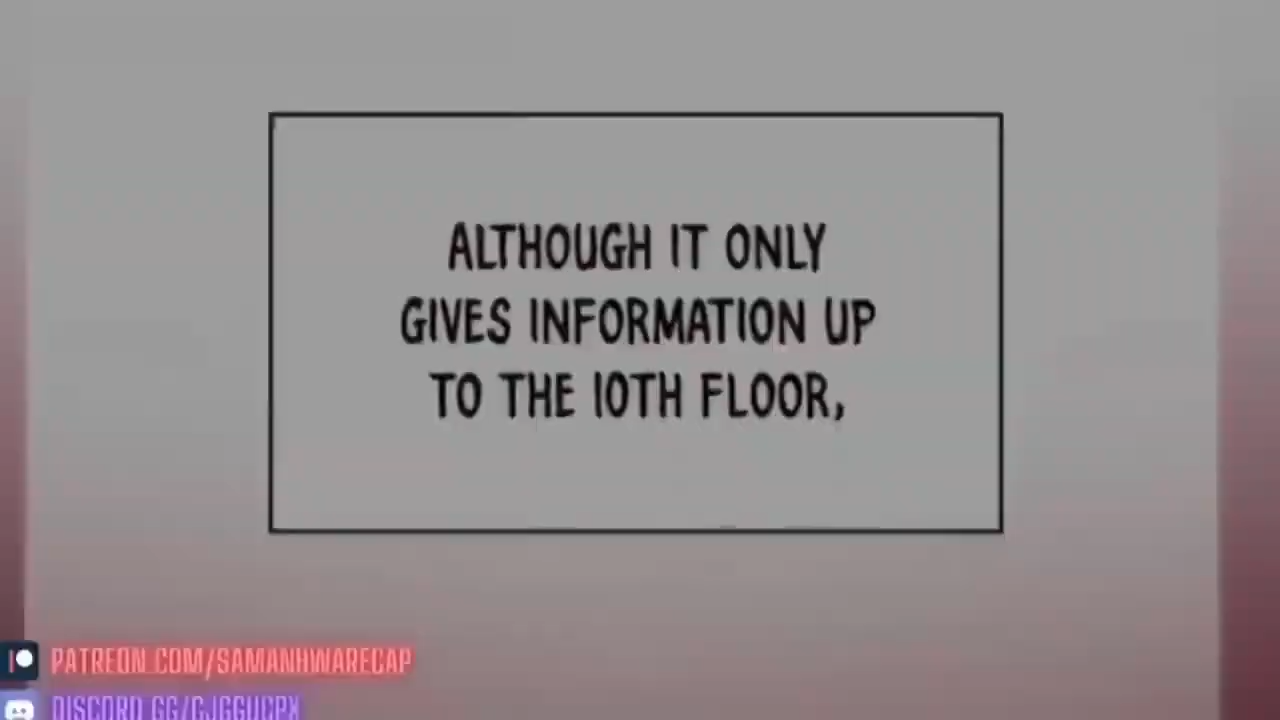 ALTHOUGH IT ONLY
GIVES INFORMATION UP
TO THE 10TH FLOOR,
PATREON.COM/SAMANHWARECAP